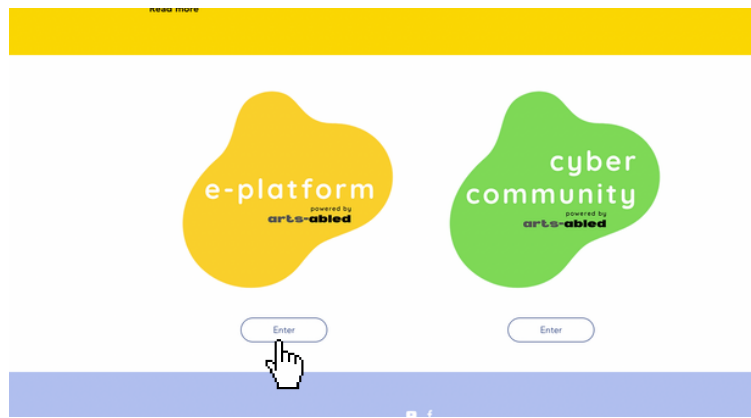 Read more
e-platform
powered by
arts-abled
cyber
community
powered by
arts-abled
Enter
Enter